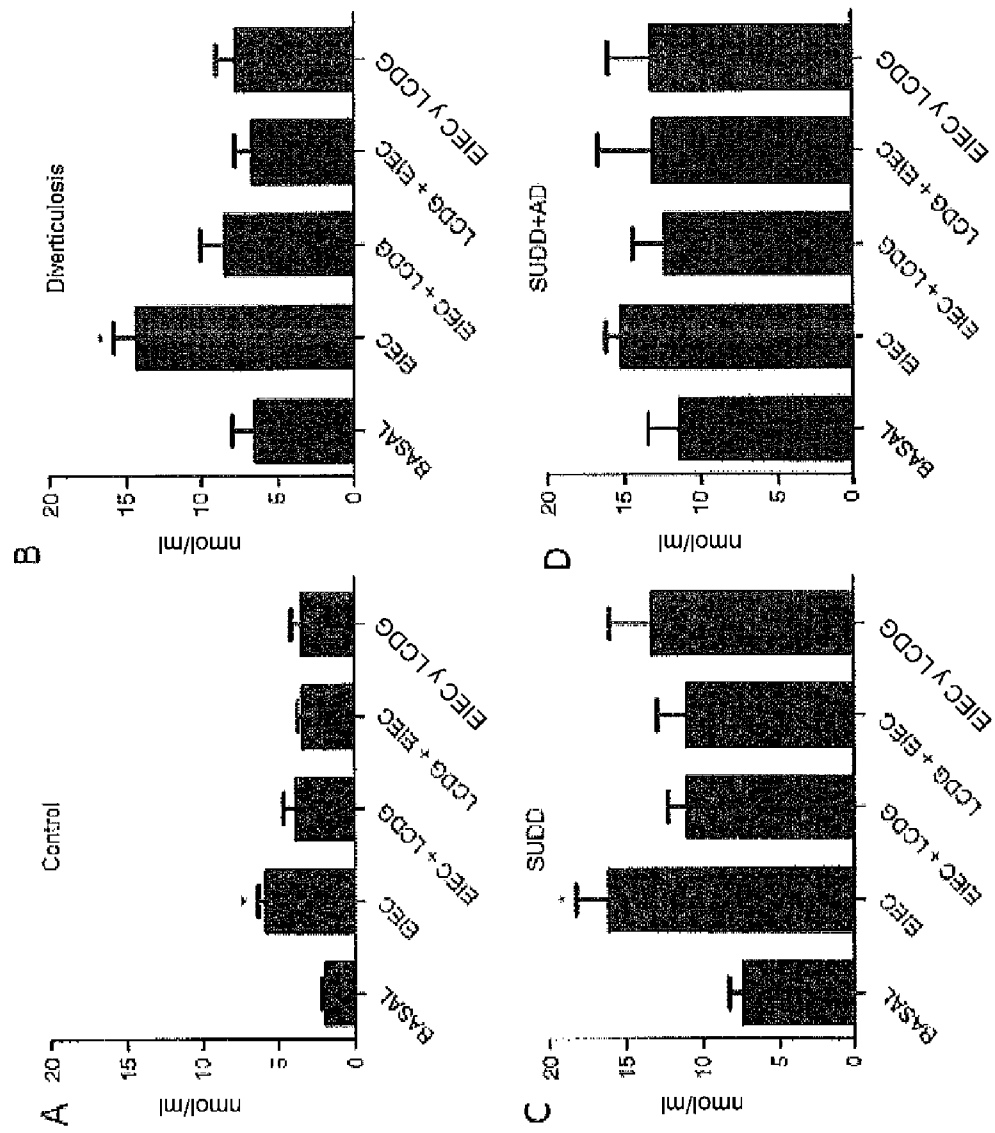 A
Control
nmol/ml
20
15
10
5
0
BASAL
EIEC
*
EIEC + LCDG
LCDG + EIEC
EIEC y LCDG
B
Diverticulosis
nmol/ml
20
15
10
5
0
BASAL
EIEC
*
EIEC + LCDG
LCDG + EIEC
EIEC y LCDG
C
SUDD
nmol/ml
20
15
10
5
0
BASAL
EIEC
*
EIEC + LCDG
LCDG + EIEC
EIEC y LCDG
D
SUDD+AD
nmol/ml
20
15
10
5
0
BASAL
EIEC
EIEC + LCDG
LCDG + EIEC
EIEC y LCDG